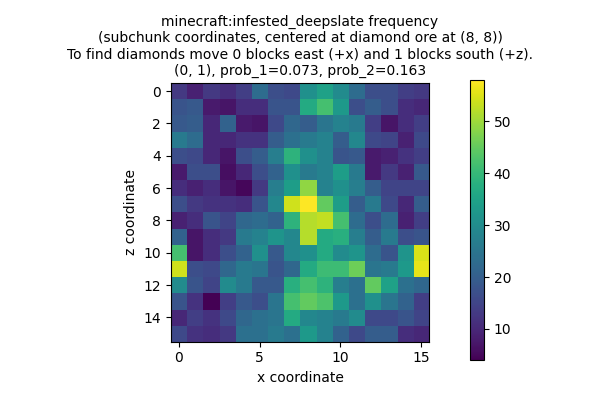 minecraft:infested_deepslate frequency
(subchunk coordinates, centered at diamond ore at (8, 8))
To find diamonds move 0 blocks east (+x) and 1 blocks south (+z).
(0, 1), prob_1=0.073, prob_2=0.163
0
2
4
6
8
10
12
14
z coordinate
0 5 10 15
x coordinate
50
40
30
20
10